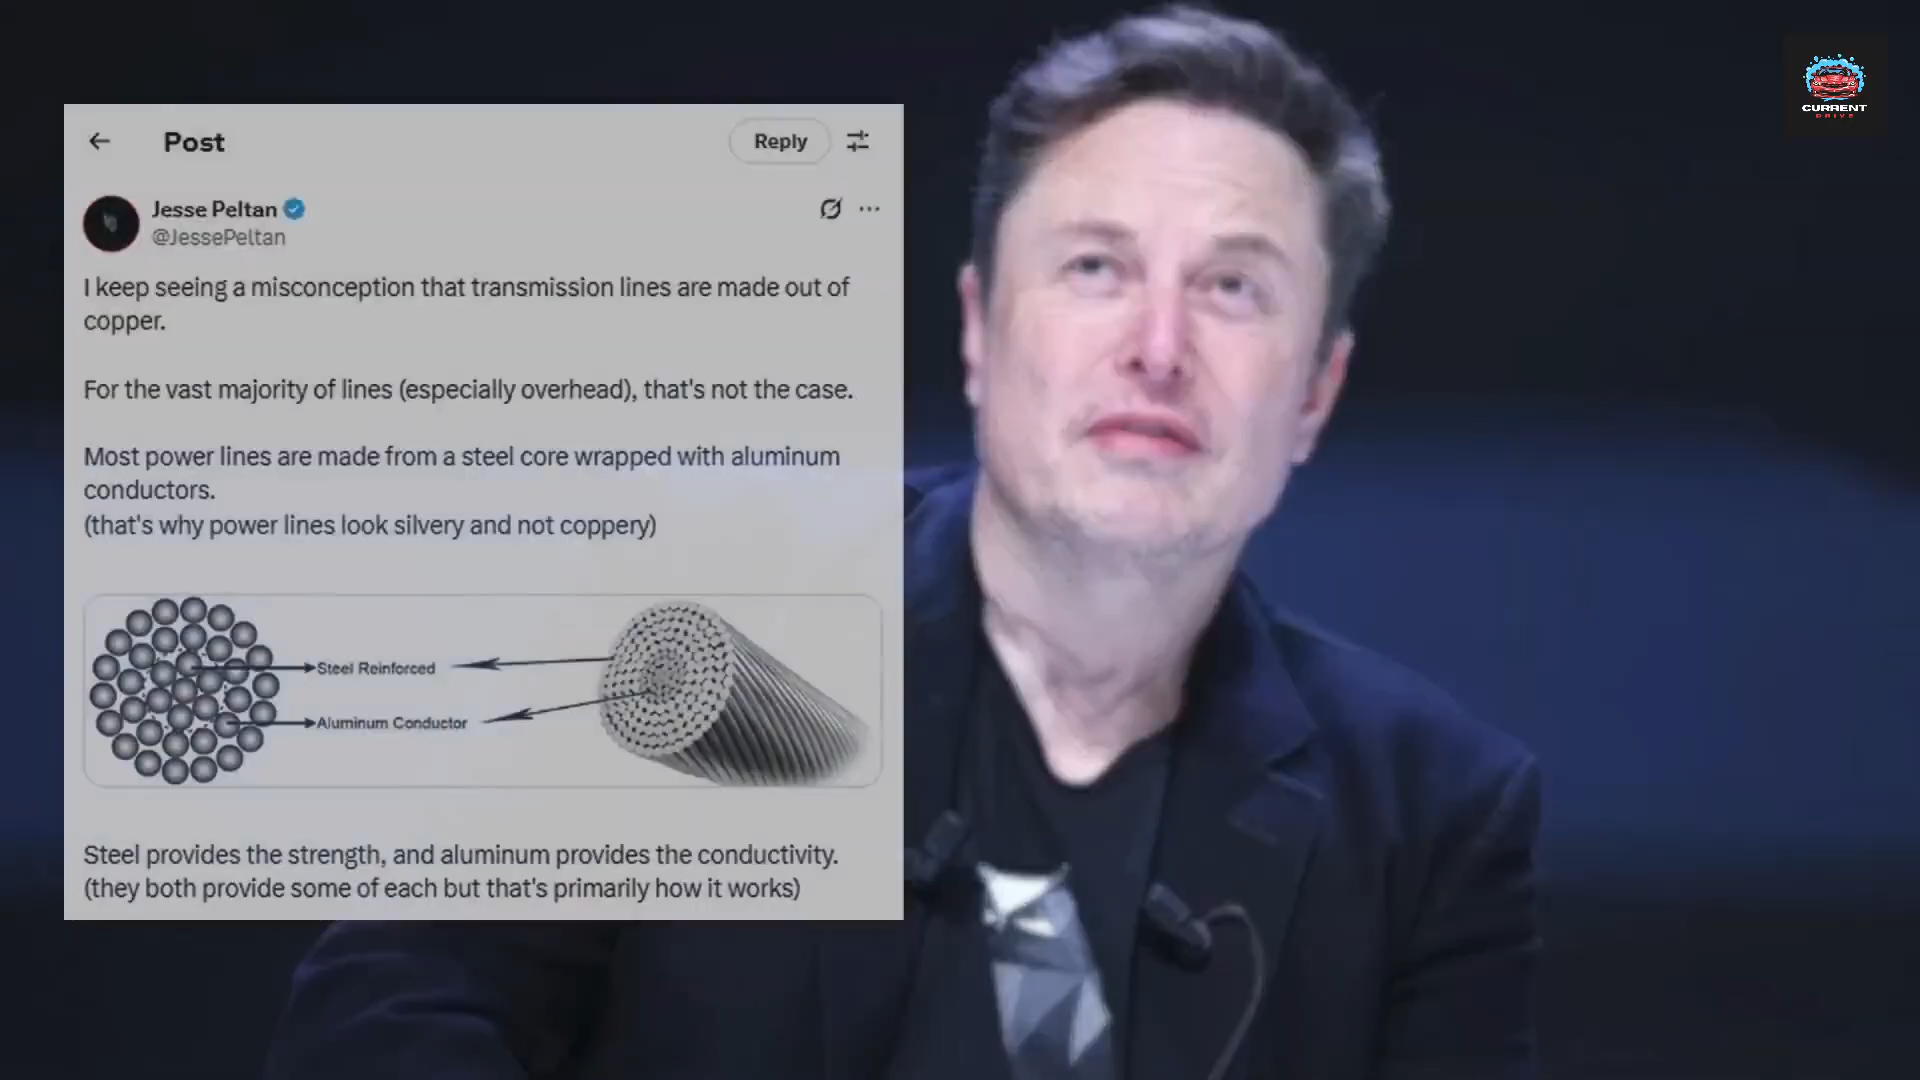 Post
Reply
Jesse Peltan
@JessePeltan
I keep seeing a misconception that transmission lines are made out of
copper.
For the vast majority of lines (especially overhead), that's not the case.
Most power lines are made from a steel core wrapped with aluminum
conductors.
(that's why power lines look silvery and not coppery)
Steel Reinforced
Aluminum Conductor
Steel provides the strength, and aluminum provides the conductivity.
(they both provide some of each but that's primarily how it works)
CURRENT
DRIVE